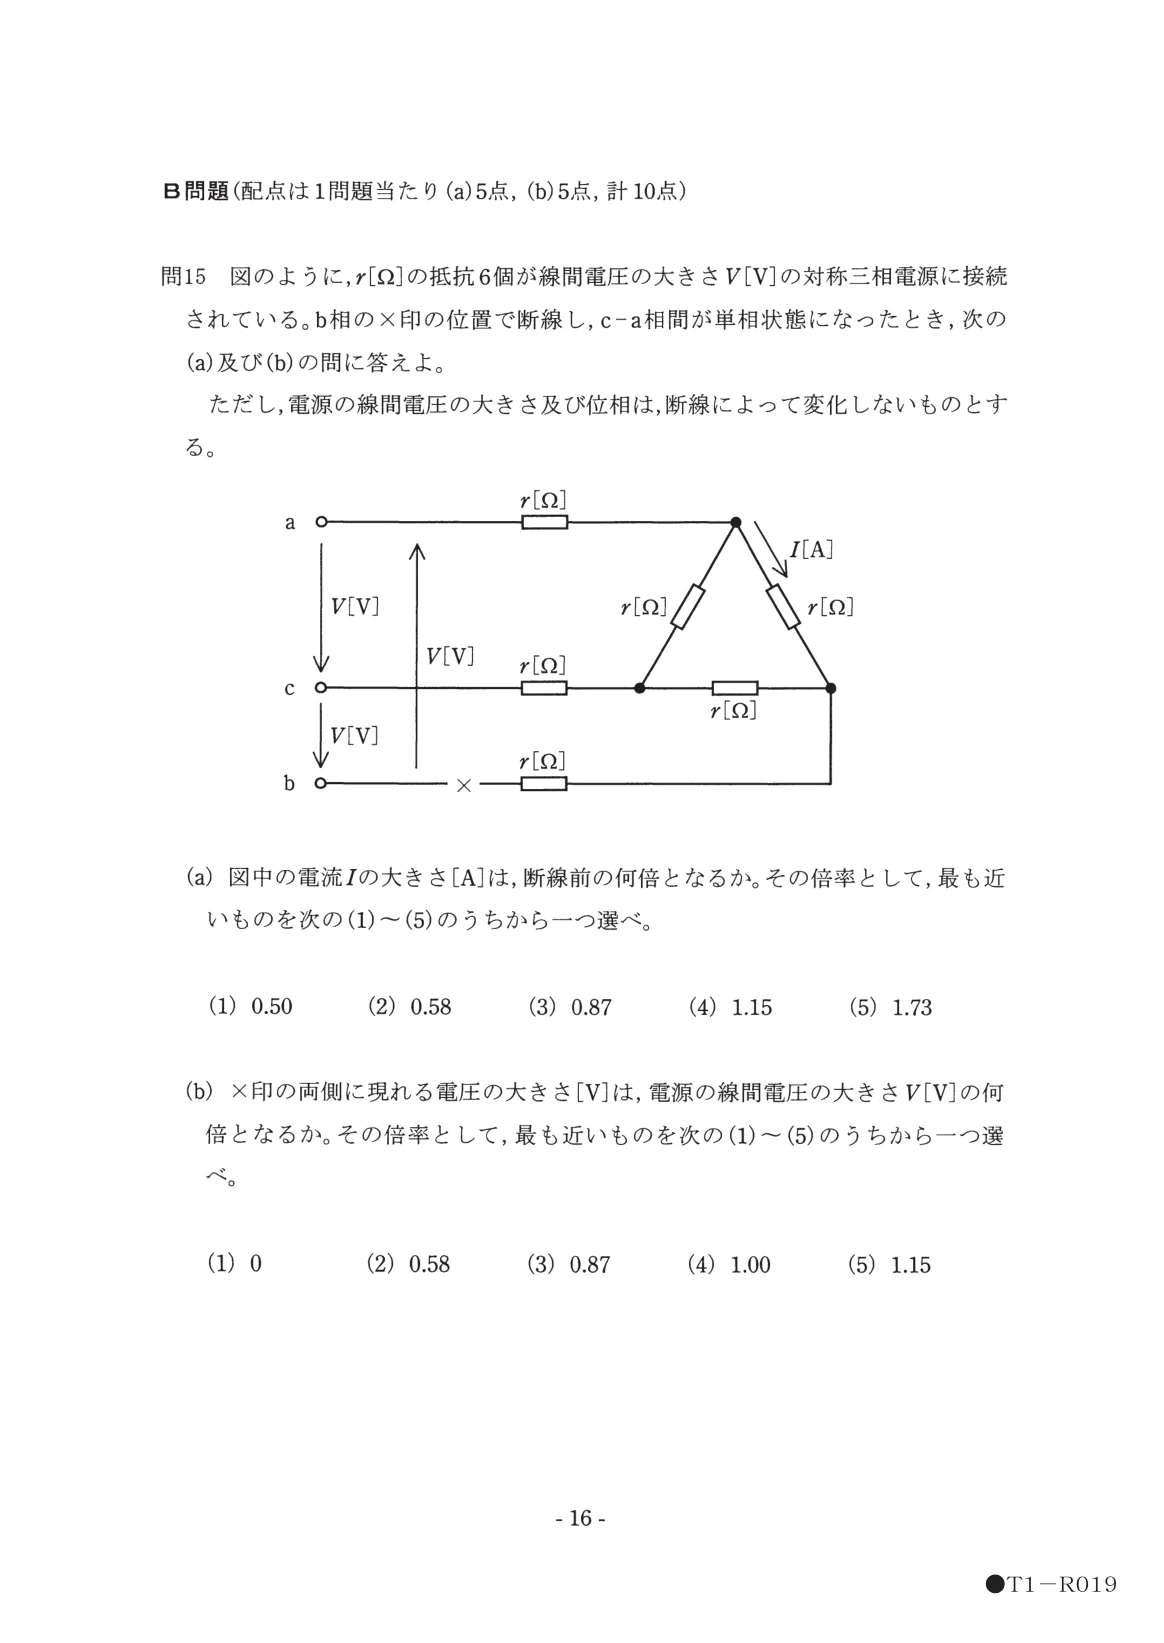 B問題(配点は1問題当たり(a)5点,(b)5点,計10点)
問15 図のように,r[Ω]の抵抗6個が線間電圧の大きさV[V]の対称三相電源に接続
されている。b相の×印の位置で断線し,c-a相間が単相状態になったとき,次の
(a)及び(b)の問に答えよ。
ただし,電源の線間電圧の大きさ及び位相は,断線によって変化しないものとす
る。
r[Ω]
a
I[A]
V[V]
r[Ω]
r[Ω]
V[V]
r[Ω]
c
r[Ω]
V[V]
r[Ω]
b
×
(a) 図中の電流Iの大きさ[A]は,断線前の何倍となるか。その倍率として,最も近
いものを次の(1)~(5)のうちから一つ選べ。
(1) 0.50 (2) 0.58 (3) 0.87 (4) 1.15 (5) 1.73
(b) ×印の両側に現れる電圧の大きさ[V]は,電源の線間電圧の大きさV[V]の何
倍となるか。その倍率として,最も近いものを次の(1)~(5)のうちから一つ選
べ。
(1) 0 (2) 0.58 (3) 0.87 (4) 1.00 (5) 1.15
- 16 -
●T1-R019